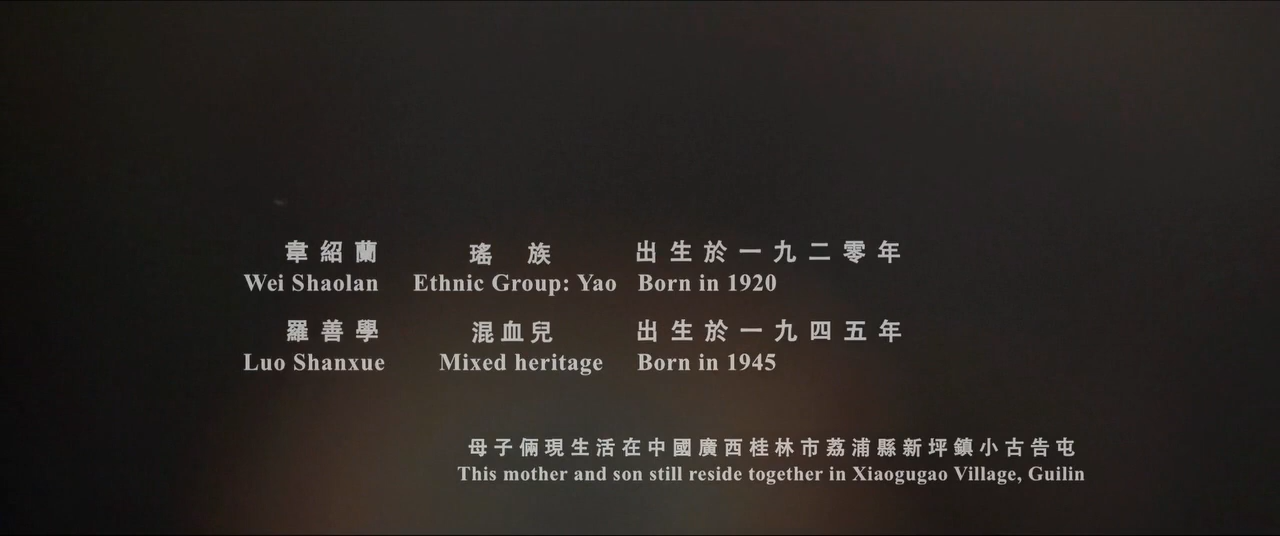 韋紹蘭 瑤族 出生於一九二零年
Wei Shaolan Ethnic Group: Yao Born in 1920
羅善學 混血兒 出生於一九四五年
Luo Shanxue Mixed heritage Born in 1945
母子倆現生活在中國廣西桂林市荔浦縣新坪鎮小古告屯
This mother and son still reside together in Xiaogugao Village, Guilin